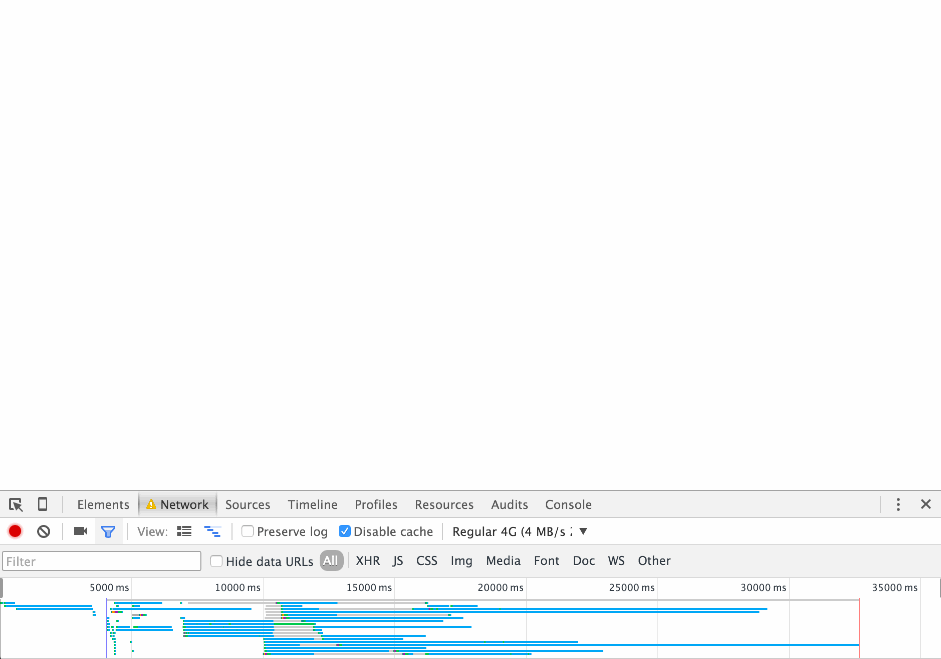 Elements Network Sources Timeline Profiles Resources Audits Console
View: Preserve log Disable cache Regular 4G (4 MB/s
Filter Hide data URLs All XHR JS CSS Img Media Font Doc WS Other
5000 ms 10000 ms 15000 ms 20000 ms 25000 ms 30000 ms 35000 ms